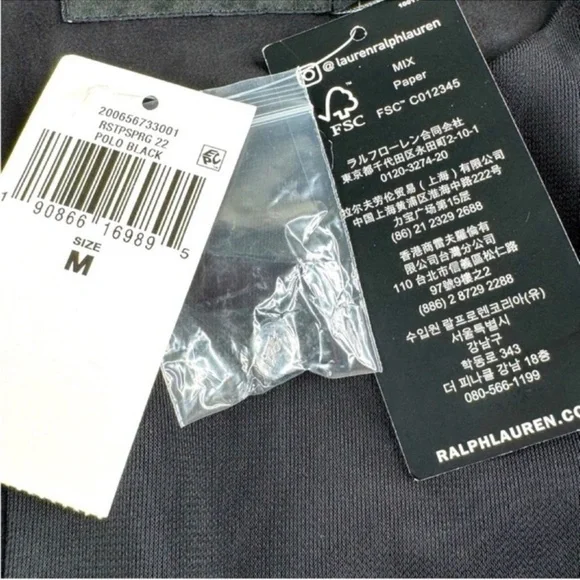 200656733001
RSTPSPRG 22
POLO BLACK
1 90866 16989 5
SIZE
M
@laurenralphlauren
MIX
Paper
FSC™ C012345
FSC
ラルフローレン合同会社
東京都千代田区永田町2-10-1
0120-3274-20
拉尔夫劳伦贸易（上海）有限公司
中国上海黄浦区淮海中路222号
力宝广场第15层
(86) 21 2329 2688
香港商雷夫羅倫有
限公司台灣分公司
110 台北市信義區松仁路
97號9樓之2
(886) 2 8729 2288
수입원 랄프로렌코리아(유)
서울특별시
강남구
학동로 343
더 피나클 강남 18층
080-566-1199
RALPHLAUREN.CO